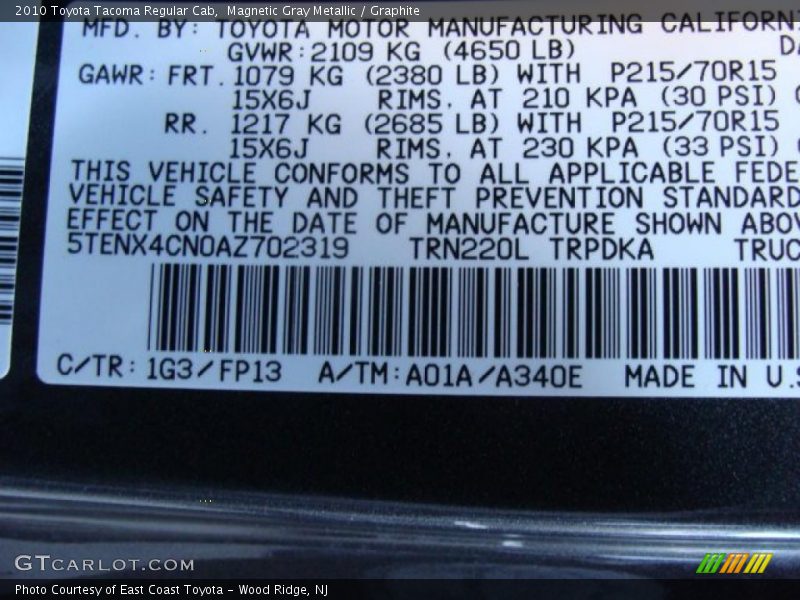 2010 Toyota Tacoma Regular Cab, Magnetic Gray Metallic / Graphite
MFD. BY: TOYOTA MOTOR MANUFACTURING CALIFORNI
GVWR: 2109 KG (4650 LB) DA
GAWR: FRT. 1079 KG (2380 LB) WITH P215/70R15
15X6J RIMS, AT 210 KPA (30 PSI)
RR. 1217 KG (2685 LB) WITH P215/70R15
15X6J RIMS, AT 230 KPA (33 PSI)
THIS VEHICLE CONFORMS TO ALL APPLICABLE FEDE
VEHICLE SAFETY AND THEFT PREVENTION STANDARD
EFFECT ON THE DATE OF MANUFACTURE SHOWN ABOV
5TENX4CN0AZ702319 TRN220L TRPDKA TRUC
C/TR: 1G3/FP13 A/TM: A01A/A340E MADE IN U.S
GTCARLOT.COM
Photo Courtesy of East Coast Toyota - Wood Ridge, NJ